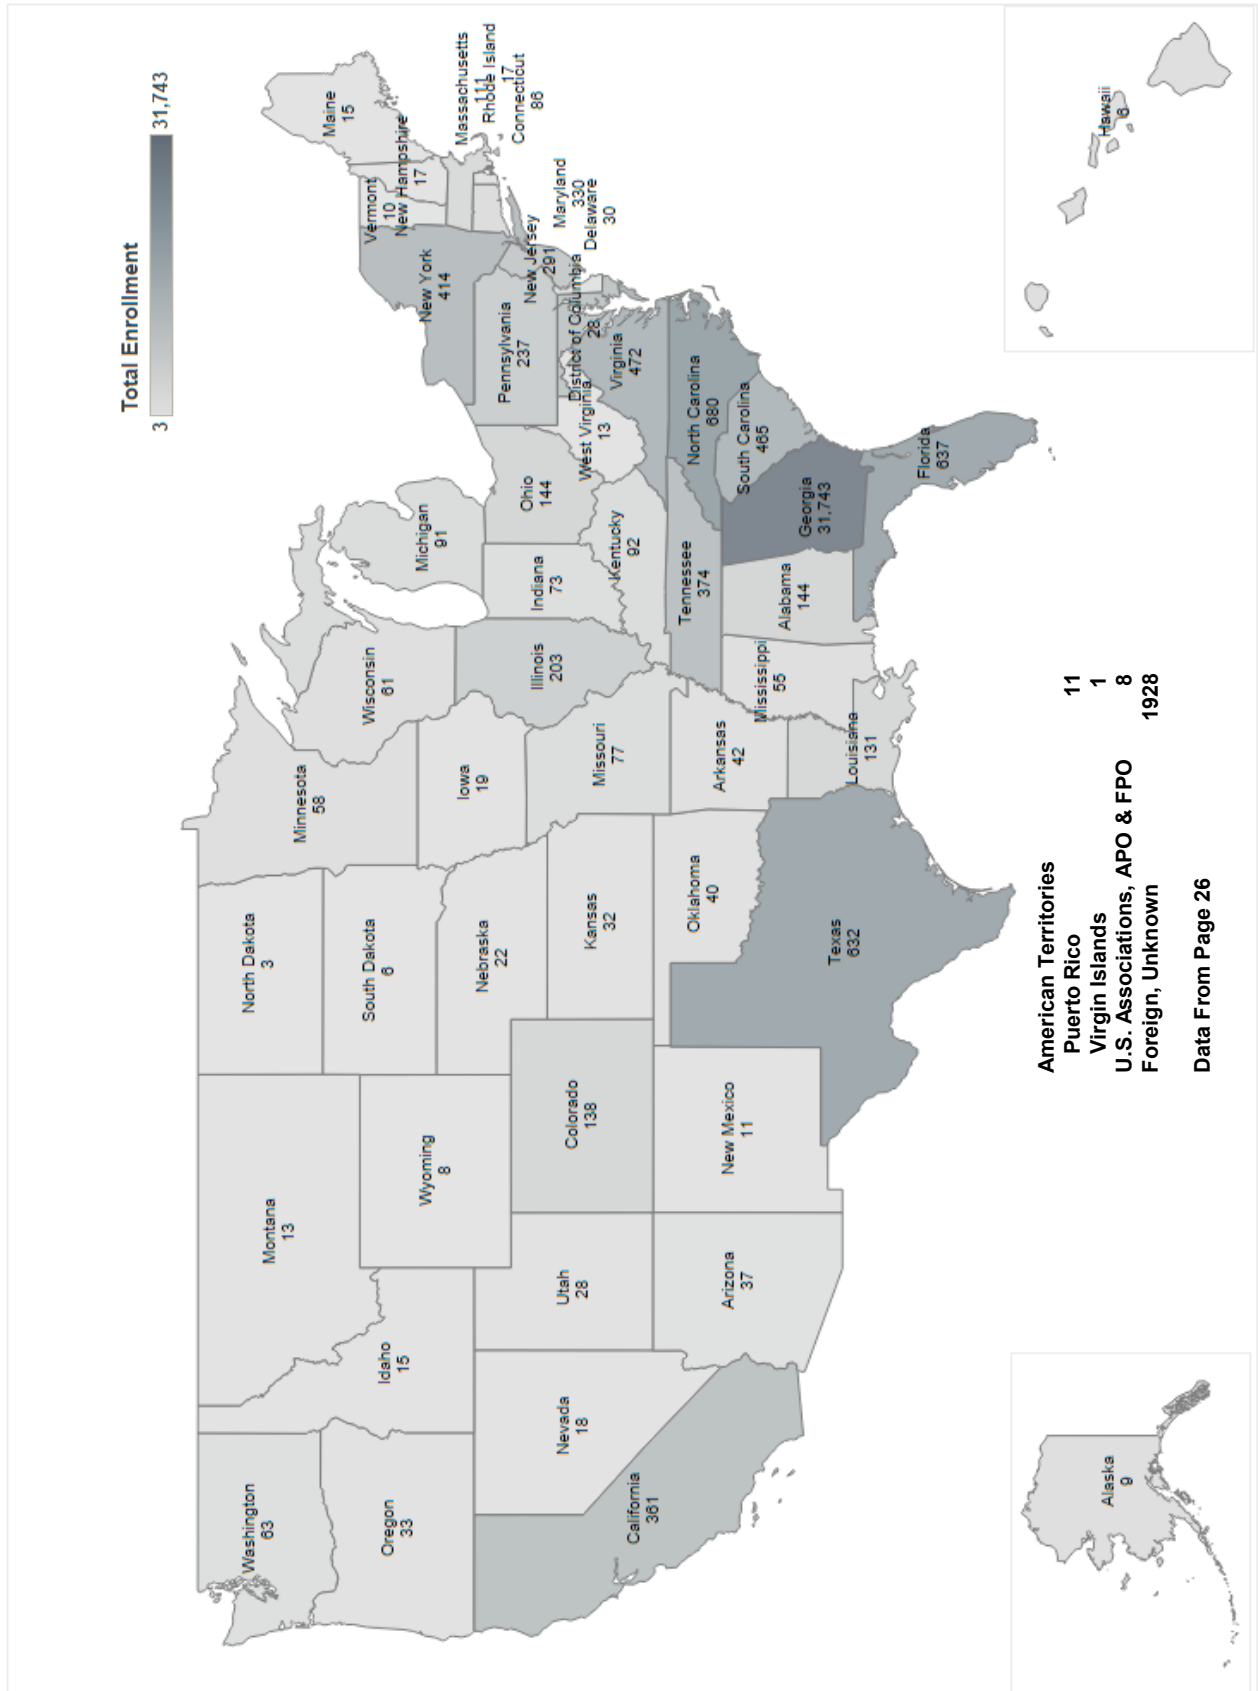 Total Enrollment
3
31,743
Washington
63
Oregon
33
California
361
Nevada
18
Idaho
15
Montana
13
Wyoming
8
Utah
28
Arizona
37
Colorado
138
New Mexico
11
North Dakota
3
South Dakota
6
Nebraska
22
Kansas
32
Oklahoma
40
Texas
632
Minnesota
58
Iowa
19
Missouri
77
Arkansas
42
Louisiana
131
Wisconsin
61
Illinois
203
Mississippi
55
Michigan
91
Indiana
73
Kentucky
92
Tennessee
374
Alabama
144
Ohio
144
West Virginia
13
Georgia
31,743
Florida
637
South Carolina
465
North Carolina
680
Virginia
472
District of Columbia
28
Pennsylvania
237
New York
414
New Jersey
291
Maryland
330
Delaware
30
Vermont
10
New Hampshire
17
Maine
15
Massachusetts
111
Rhode Island
17
Connecticut
86
Alaska
9
Hawaii
6
American Territories
Puerto Rico 11
Virgin Islands 1
U.S. Associations, APO & FPO 8
Foreign, Unknown 1928
Data From Page 26